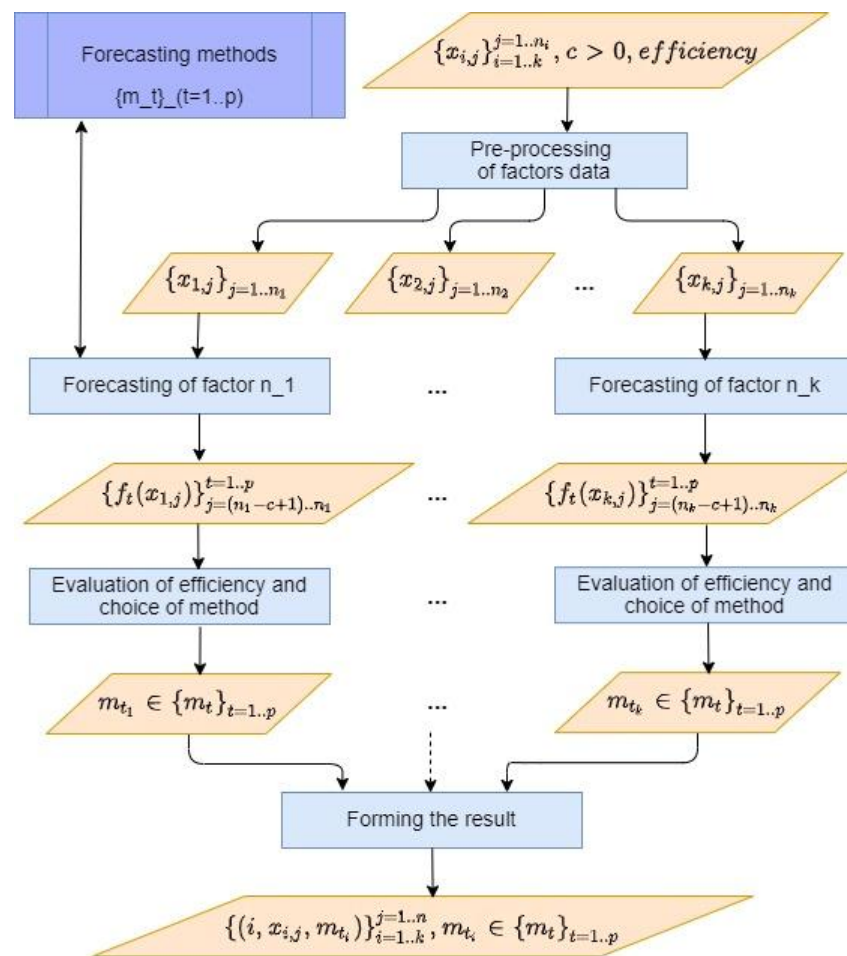 Forecasting methods
{m_t}_(t=1..p)
{x_{i,j}}_{i=1..k}^{j=1..n_i}, c > 0, efficiency
Pre-processing
of factors data
{x_{1,j}}_{j=1..n_1}
{x_{2,j}}_{j=1..n_2}
...
{x_{k,j}}_{j=1..n_k}
Forecasting of factor n_1
...
Forecasting of factor n_k
{f_t(x_{1,j})}_{j=(n_1-c+1)..n_1}^{t=1..p}
...
{f_t(x_{k,j})}_{j=(n_k-c+1)..n_k}^{t=1..p}
Evaluation of efficiency and
choice of method
...
Evaluation of efficiency and
choice of method
m_{t_1} ∈ {m_t}_{t=1..p}
...
m_{t_k} ∈ {m_t}_{t=1..p}
Forming the result
{(i, x_{i,j}, m_{t_i})}_{i=1..k}^{j=1..n}, m_{t_i} ∈ {m_t}_{t=1..p}